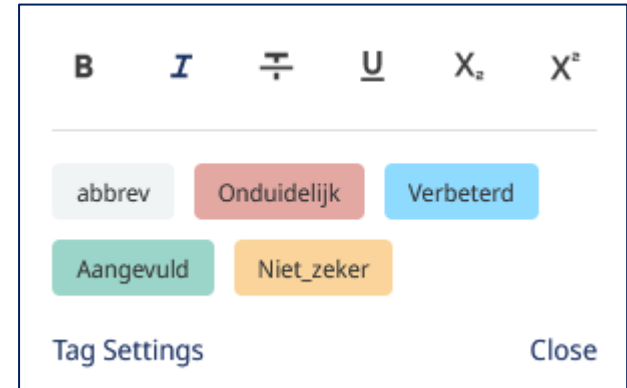 B I T U X₂ X²
abbrev Onduidelijk Verbeterd
Aangevuld Niet_zeker
Tag Settings Close